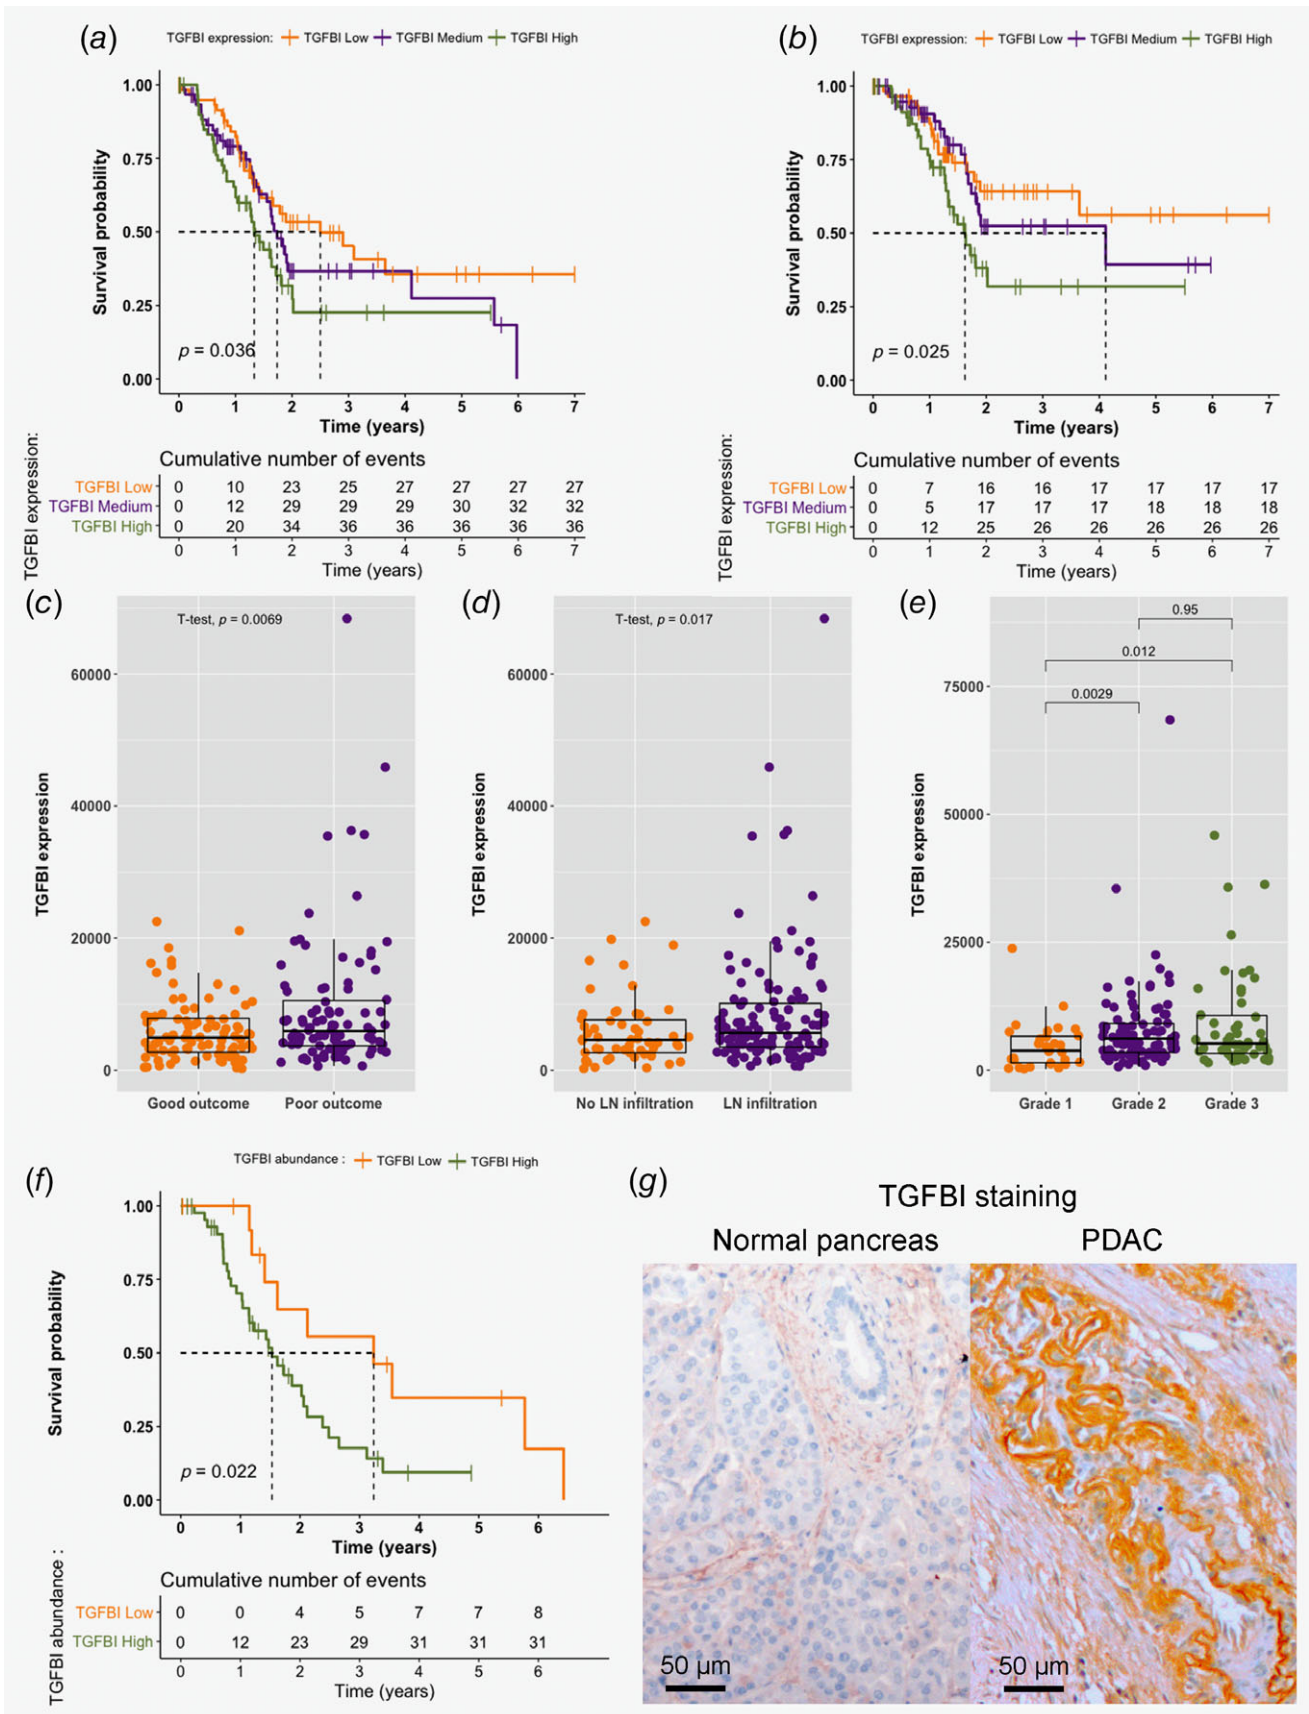 (a)
TGFBI expression: TGFBI Low TGFBI Medium TGFBI High
Survival probability
1.00
0.75
0.50
0.25
0.00
p = 0.036
0 1 2 3 4 5 6 7
Time (years)
Cumulative number of events
TGFBI expression:
TGFBI Low 0 10 23 25 27 27 27 27
TGFBI Medium 0 12 29 29 29 30 32 32
TGFBI High 0 20 34 36 36 36 36 36
0 1 2 3 4 5 6 7
Time (years)
(b)
TGFBI expression: TGFBI Low TGFBI Medium TGFBI High
Survival probability
1.00
0.75
0.50
0.25
0.00
p = 0.025
0 1 2 3 4 5 6 7
Time (years)
Cumulative number of events
TGFBI expression:
TGFBI Low 0 7 16 16 17 17 17 17
TGFBI Medium 0 5 17 17 17 18 18 18
TGFBI High 0 12 25 26 26 26 26 26
0 1 2 3 4 5 6 7
Time (years)
(c)
T-test, p = 0.0069
TGFBI expression
60000
40000
20000
0
Good outcome Poor outcome
(d)
T-test, p = 0.017
TGFBI expression
60000
40000
20000
0
No LN infiltration LN infiltration
(e)
0.95
0.012
0.0029
TGFBI expression
75000
50000
25000
0
Grade 1 Grade 2 Grade 3
(f)
TGFBI abundance : TGFBI Low TGFBI High
Survival probability
1.00
0.75
0.50
0.25
0.00
p = 0.022
0 1 2 3 4 5 6
Time (years)
Cumulative number of events
TGFBI abundance :
TGFBI Low 0 0 4 5 7 7 8
TGFBI High 0 12 23 29 31 31 31
0 1 2 3 4 5 6
Time (years)
(g)
TGFBI staining
Normal pancreas PDAC
50 µm 50 µm